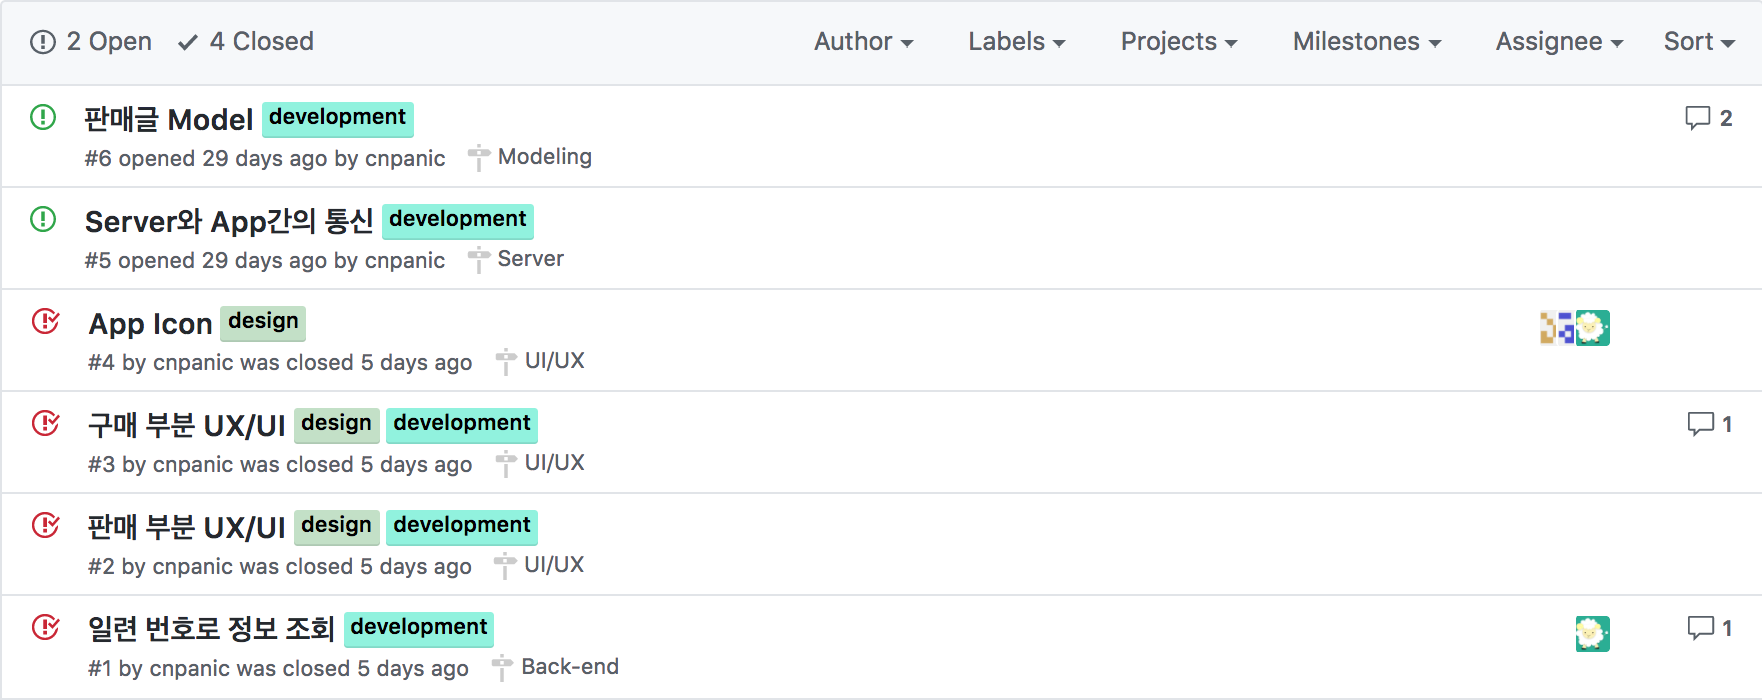 2 Open 4 Closed Author Labels Projects Milestones Assignee Sort
판매글 Model development 2
#6 opened 29 days ago by cnpanic Modeling
Server와 App간의 통신 development
#5 opened 29 days ago by cnpanic Server
App Icon design
#4 by cnpanic was closed 5 days ago UI/UX
구매 부분 UX/UI design development 1
#3 by cnpanic was closed 5 days ago UI/UX
판매 부분 UX/UI design development
#2 by cnpanic was closed 5 days ago UI/UX
일련 번호로 정보 조회 development 1
#1 by cnpanic was closed 5 days ago Back-end